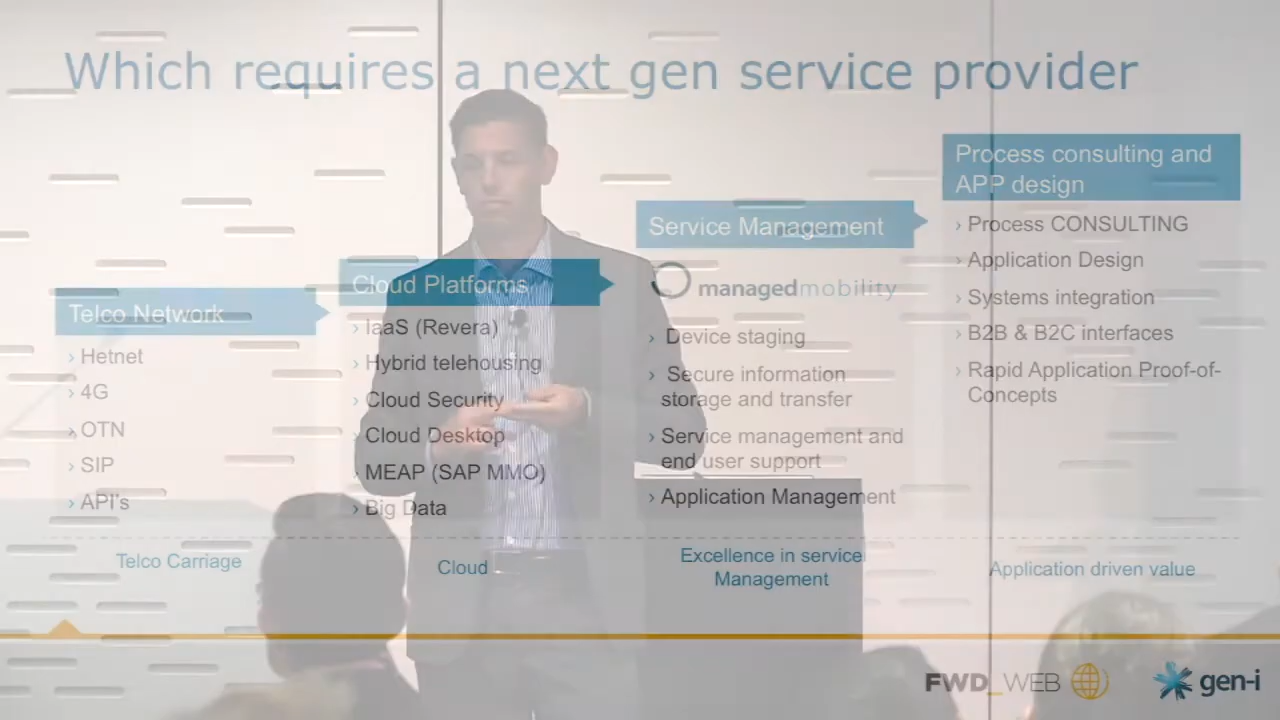 Which requires a next gen service provider
Telco Network
› Hetnet
› 4G
› OTN
› SIP
› API's
Telco Carriage
Cloud Platforms
› IaaS (Revera)
› Hybrid telehousing
› Cloud Security
› Cloud Desktop
› MEAP (SAP MMO)
› Big Data
Cloud
Service Management
managedmobility
› Device staging
› Secure information
storage and transfer
› Service management and
end user support
› Application Management
Excellence in service
Management
Process consulting and
APP design
› Process CONSULTING
› Application Design
› Systems integration
› B2B & B2C interfaces
› Rapid Application Proof-of-
Concepts
Application driven value
FWD_WEB
gen-i